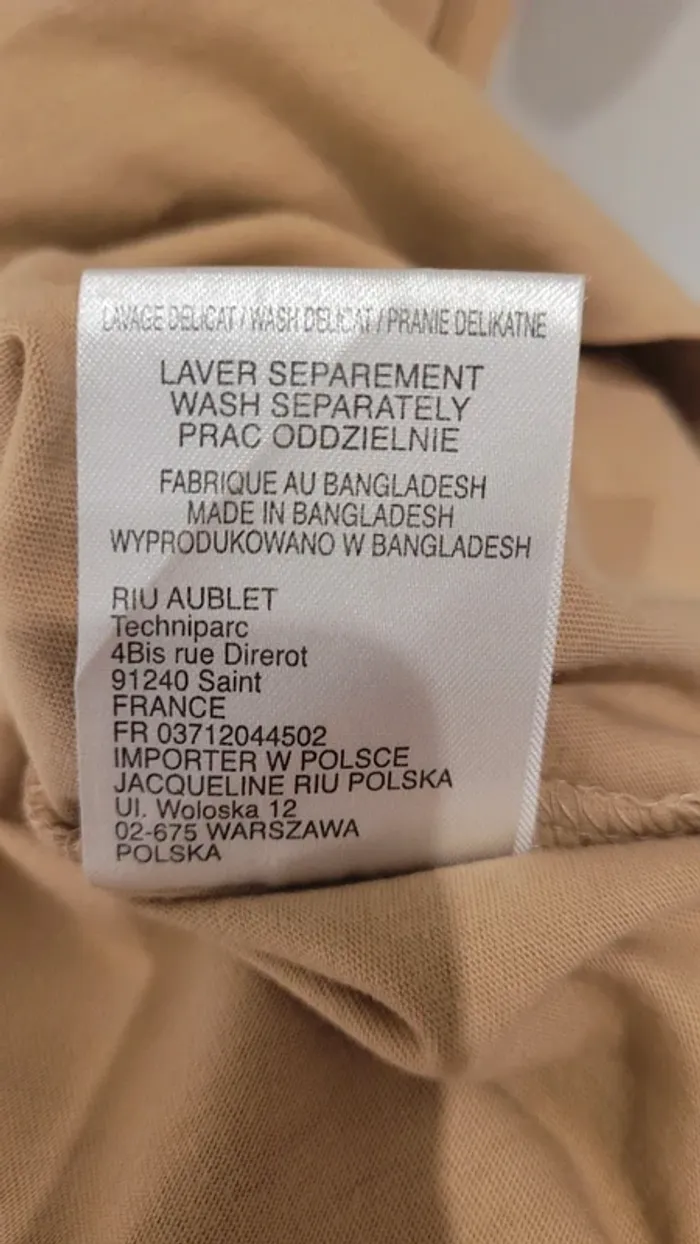 LAVAGE DELICAT / WASH DELICAT / PRANIE DELIKATNE
LAVER SEPAREMENT
WASH SEPARATELY
PRAC ODDZIELNIE
FABRIQUE AU BANGLADESH
MADE IN BANGLADESH
WYPRODUKOWANO W BANGLADESH
RIU AUBLET
Techniparc
4Bis rue Direrot
91240 Saint
FRANCE
FR 03712044502
IMPORTER W POLSCE
JACQUELINE RIU POLSKA
Ul. Woloska 12
02-675 WARSZAWA
POLSKA